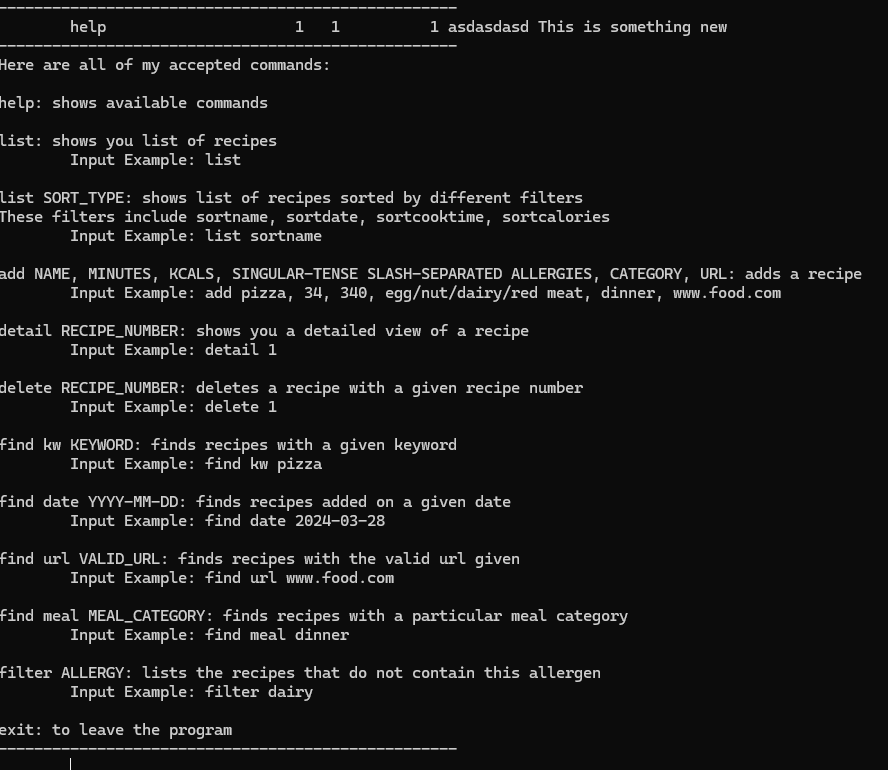 --------------------------------------------------
help 1 1 1 asdasdasd This is something new
--------------------------------------------------
Here are all of my accepted commands:
help: shows available commands
list: shows you list of recipes
Input Example: list
list SORT_TYPE: shows list of recipes sorted by different filters
These filters include sortname, sortdate, sortcooktime, sortcalories
Input Example: list sortname
add NAME, MINUTES, KCALS, SINGULAR-TENSE SLASH-SEPARATED ALLERGIES, CATEGORY, URL: adds a recipe
Input Example: add pizza, 34, 340, egg/nut/dairy/red meat, dinner, www.food.com
detail RECIPE_NUMBER: shows you a detailed view of a recipe
Input Example: detail 1
delete RECIPE_NUMBER: deletes a recipe with a given recipe number
Input Example: delete 1
find kw KEYWORD: finds recipes with a given keyword
Input Example: find kw pizza
find date YYYY-MM-DD: finds recipes added on a given date
Input Example: find date 2024-03-28
find url VALID_URL: finds recipes with the valid url given
Input Example: find url www.food.com
find meal MEAL_CATEGORY: finds recipes with a particular meal category
Input Example: find meal dinner
filter ALLERGY: lists the recipes that do not contain this allergen
Input Example: filter dairy
exit: to leave the program
--------------------------------------------------